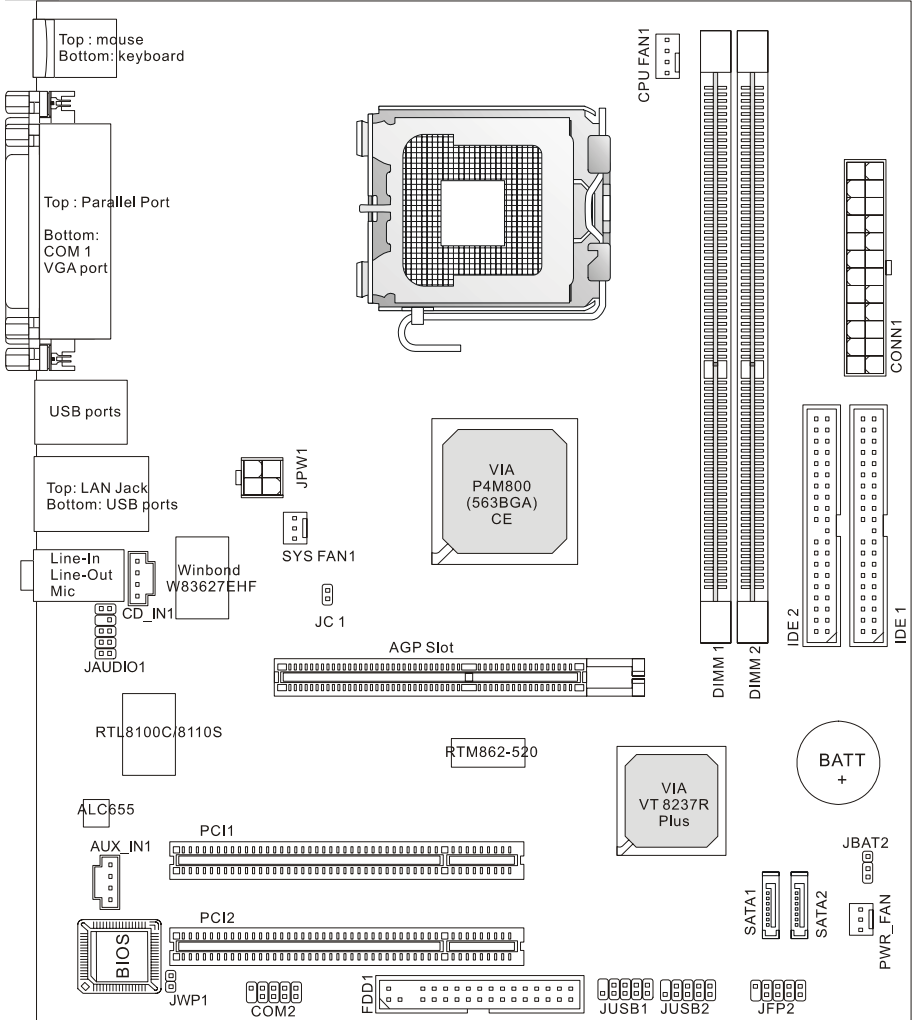 Top : mouse
Bottom: keyboard
CPU FAN1
Top : Parallel Port
Bottom:
COM 1
VGA port
CONN1
USB ports
Top: LAN Jack
Bottom: USB ports
JPW1
VIA
P4M800
(563BGA)
CE
SYS FAN1
Line-In
Line-Out
Mic
CD_IN1
Winbond
W83627EHF
JC 1
JAUDIO1
AGP Slot
DIMM 1
DIMM 2
IDE 2
IDE 1
RTL8100C/8110S
RTM862-520
BATT
+
VIA
VT 8237R
Plus
ALC655
AUX_IN1
PCI1
JBAT2
SATA1
SATA2
PWR_FAN
PCI2
BIOS
JWP1
COM2
FDD1
JUSB1
JUSB2
JFP2